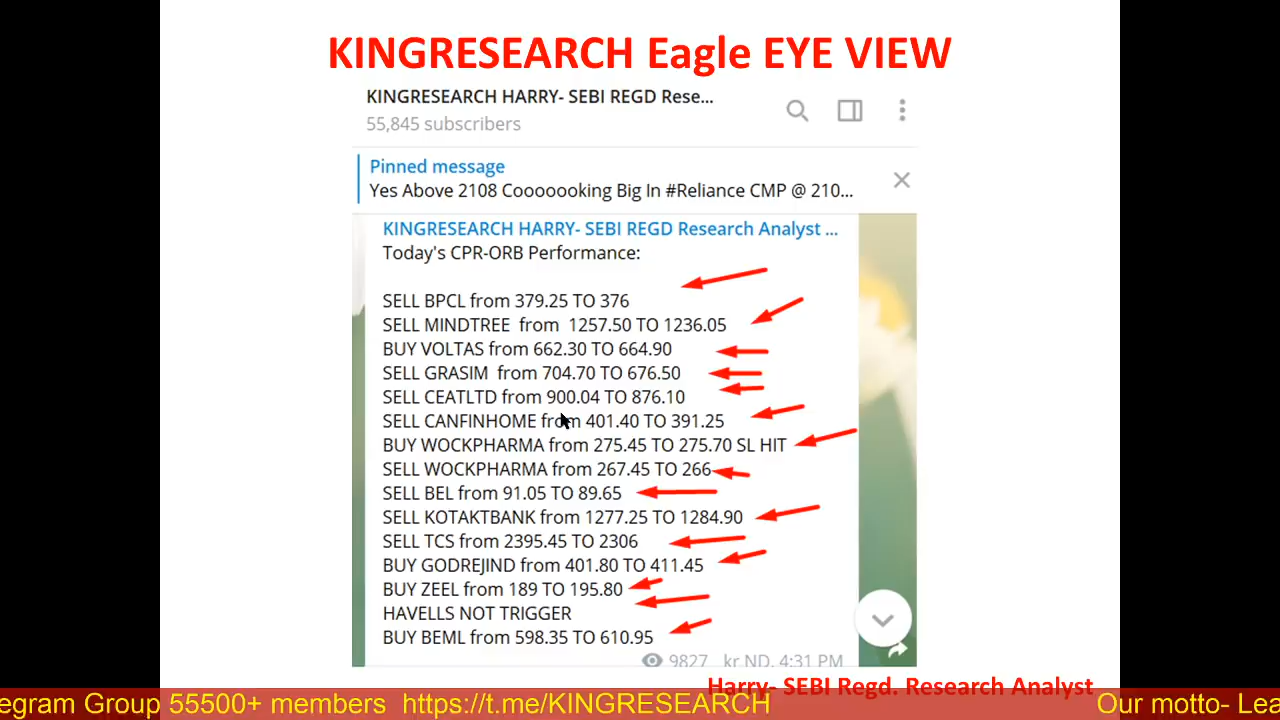 KINGRESEARCH Eagle EYE VIEW
KINGRESEARCH HARRY- SEBI REGD Rese...
55,845 subscribers
Pinned message
Yes Above 2108 Cooooooking Big In #Reliance CMP @ 210...
KINGRESEARCH HARRY- SEBI REGD Research Analyst ...
Today's CPR-ORB Performance:
SELL BPCL from 379.25 TO 376
SELL MINDTREE from 1257.50 TO 1236.05
BUY VOLTAS from 662.30 TO 664.90
SELL GRASIM from 704.70 TO 676.50
SELL CEATLTD from 900.04 TO 876.10
SELL CANFINHOME from 401.40 TO 391.25
BUY WOCKPHARMA from 275.45 TO 275.70 SL HIT
SELL WOCKPHARMA from 267.45 TO 266
SELL BEL from 91.05 TO 89.65
SELL KOTAKTBANK from 1277.25 TO 1284.90
SELL TCS from 2395.45 TO 2306
BUY GODREJIND from 401.80 TO 411.45
BUY ZEEL from 189 TO 195.80
HAVELLS NOT TRIGGER
BUY BEML from 598.35 TO 610.95
9827 kr ND, 4:31 PM
Harry- SEBI Regd. Research Analyst
egram Group 55500+ members https://t.me/KINGRESEARCH Our motto- Lea